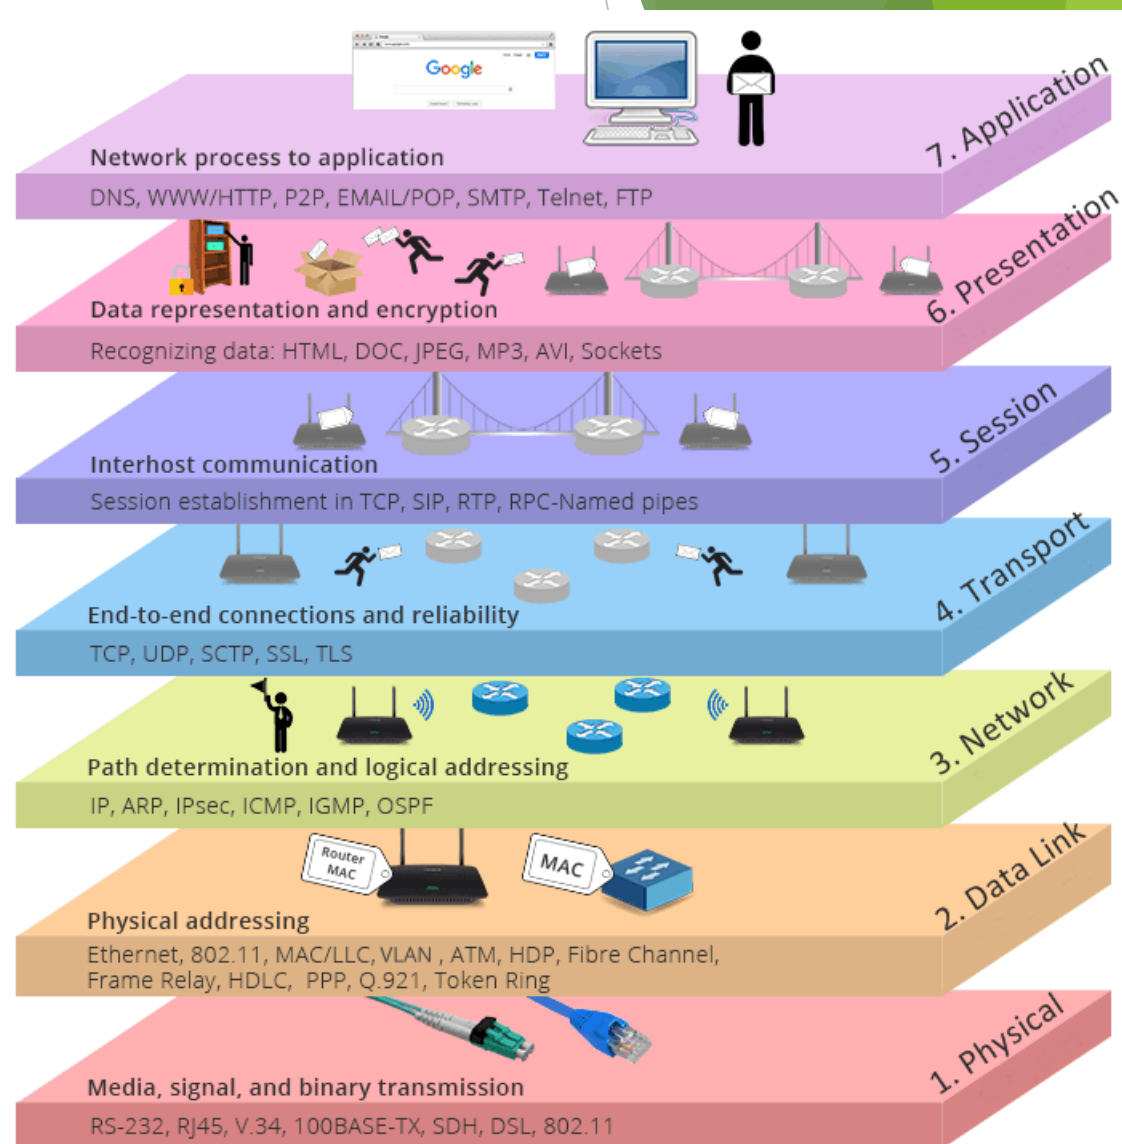 Google
7. Application
Network process to application
DNS, WWW/HTTP, P2P, EMAIL/POP, SMTP, Telnet, FTP
6. Presentation
Data representation and encryption
Recognizing data: HTML, DOC, JPEG, MP3, AVI, Sockets
5. Session
Interhost communication
Session establishment in TCP, SIP, RTP, RPC-Named pipes
4. Transport
End-to-end connections and reliability
TCP, UDP, SCTP, SSL, TLS
3. Network
Path determination and logical addressing
IP, ARP, IPsec, ICMP, IGMP, OSPF
Router
MAC
MAC
2. Data Link
Physical addressing
Ethernet, 802.11, MAC/LLC, VLAN , ATM, HDP, Fibre Channel,
Frame Relay, HDLC, PPP, Q.921, Token Ring
1. Physical
Media, signal, and binary transmission
RS-232, RJ45, V.34, 100BASE-TX, SDH, DSL, 802.11